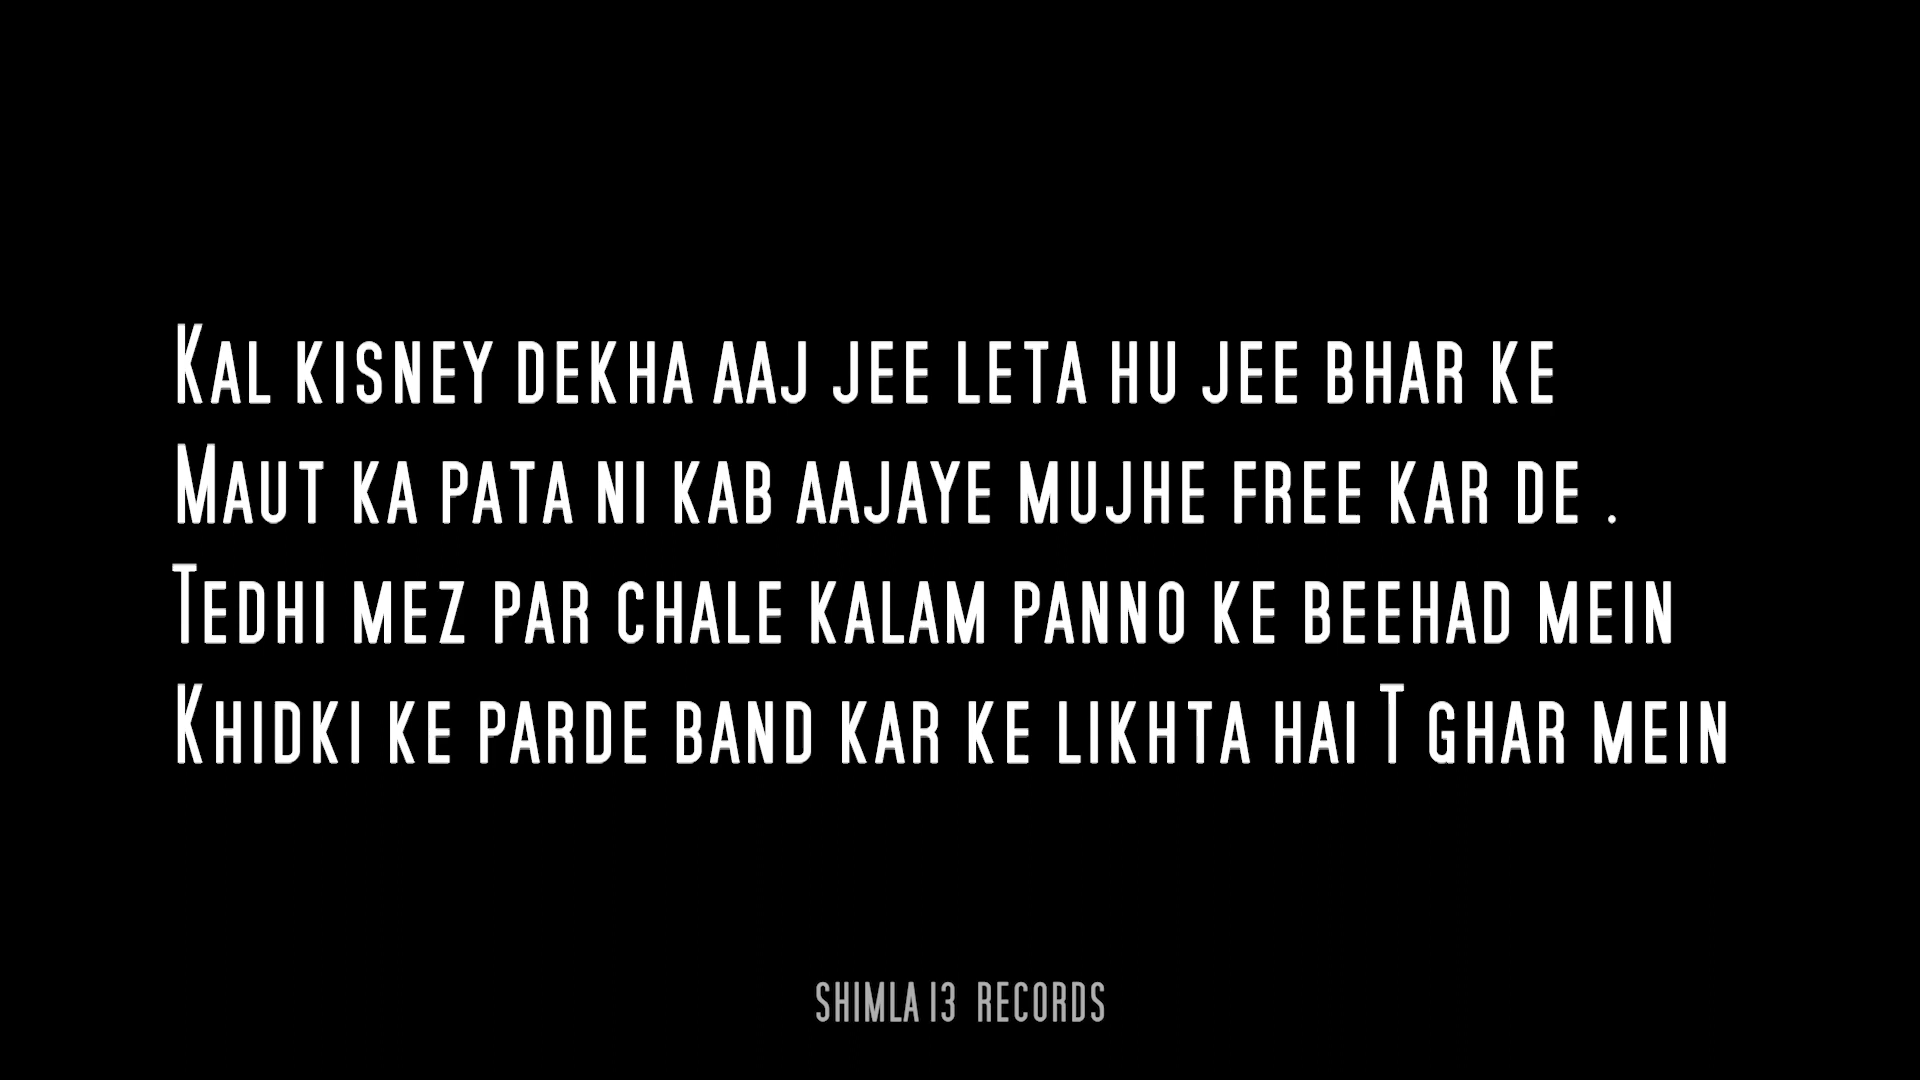 Kal kisney dekha aaj jee leta hu jee bhar ke
Maut ka pata ni kab aajaye mujhe free kar de .
Tedhi mez par chale kalam panno ke beehad mein
Khidki ke parde band kar ke likhta hai T ghar mein
SHIMLA 13 RECORDS